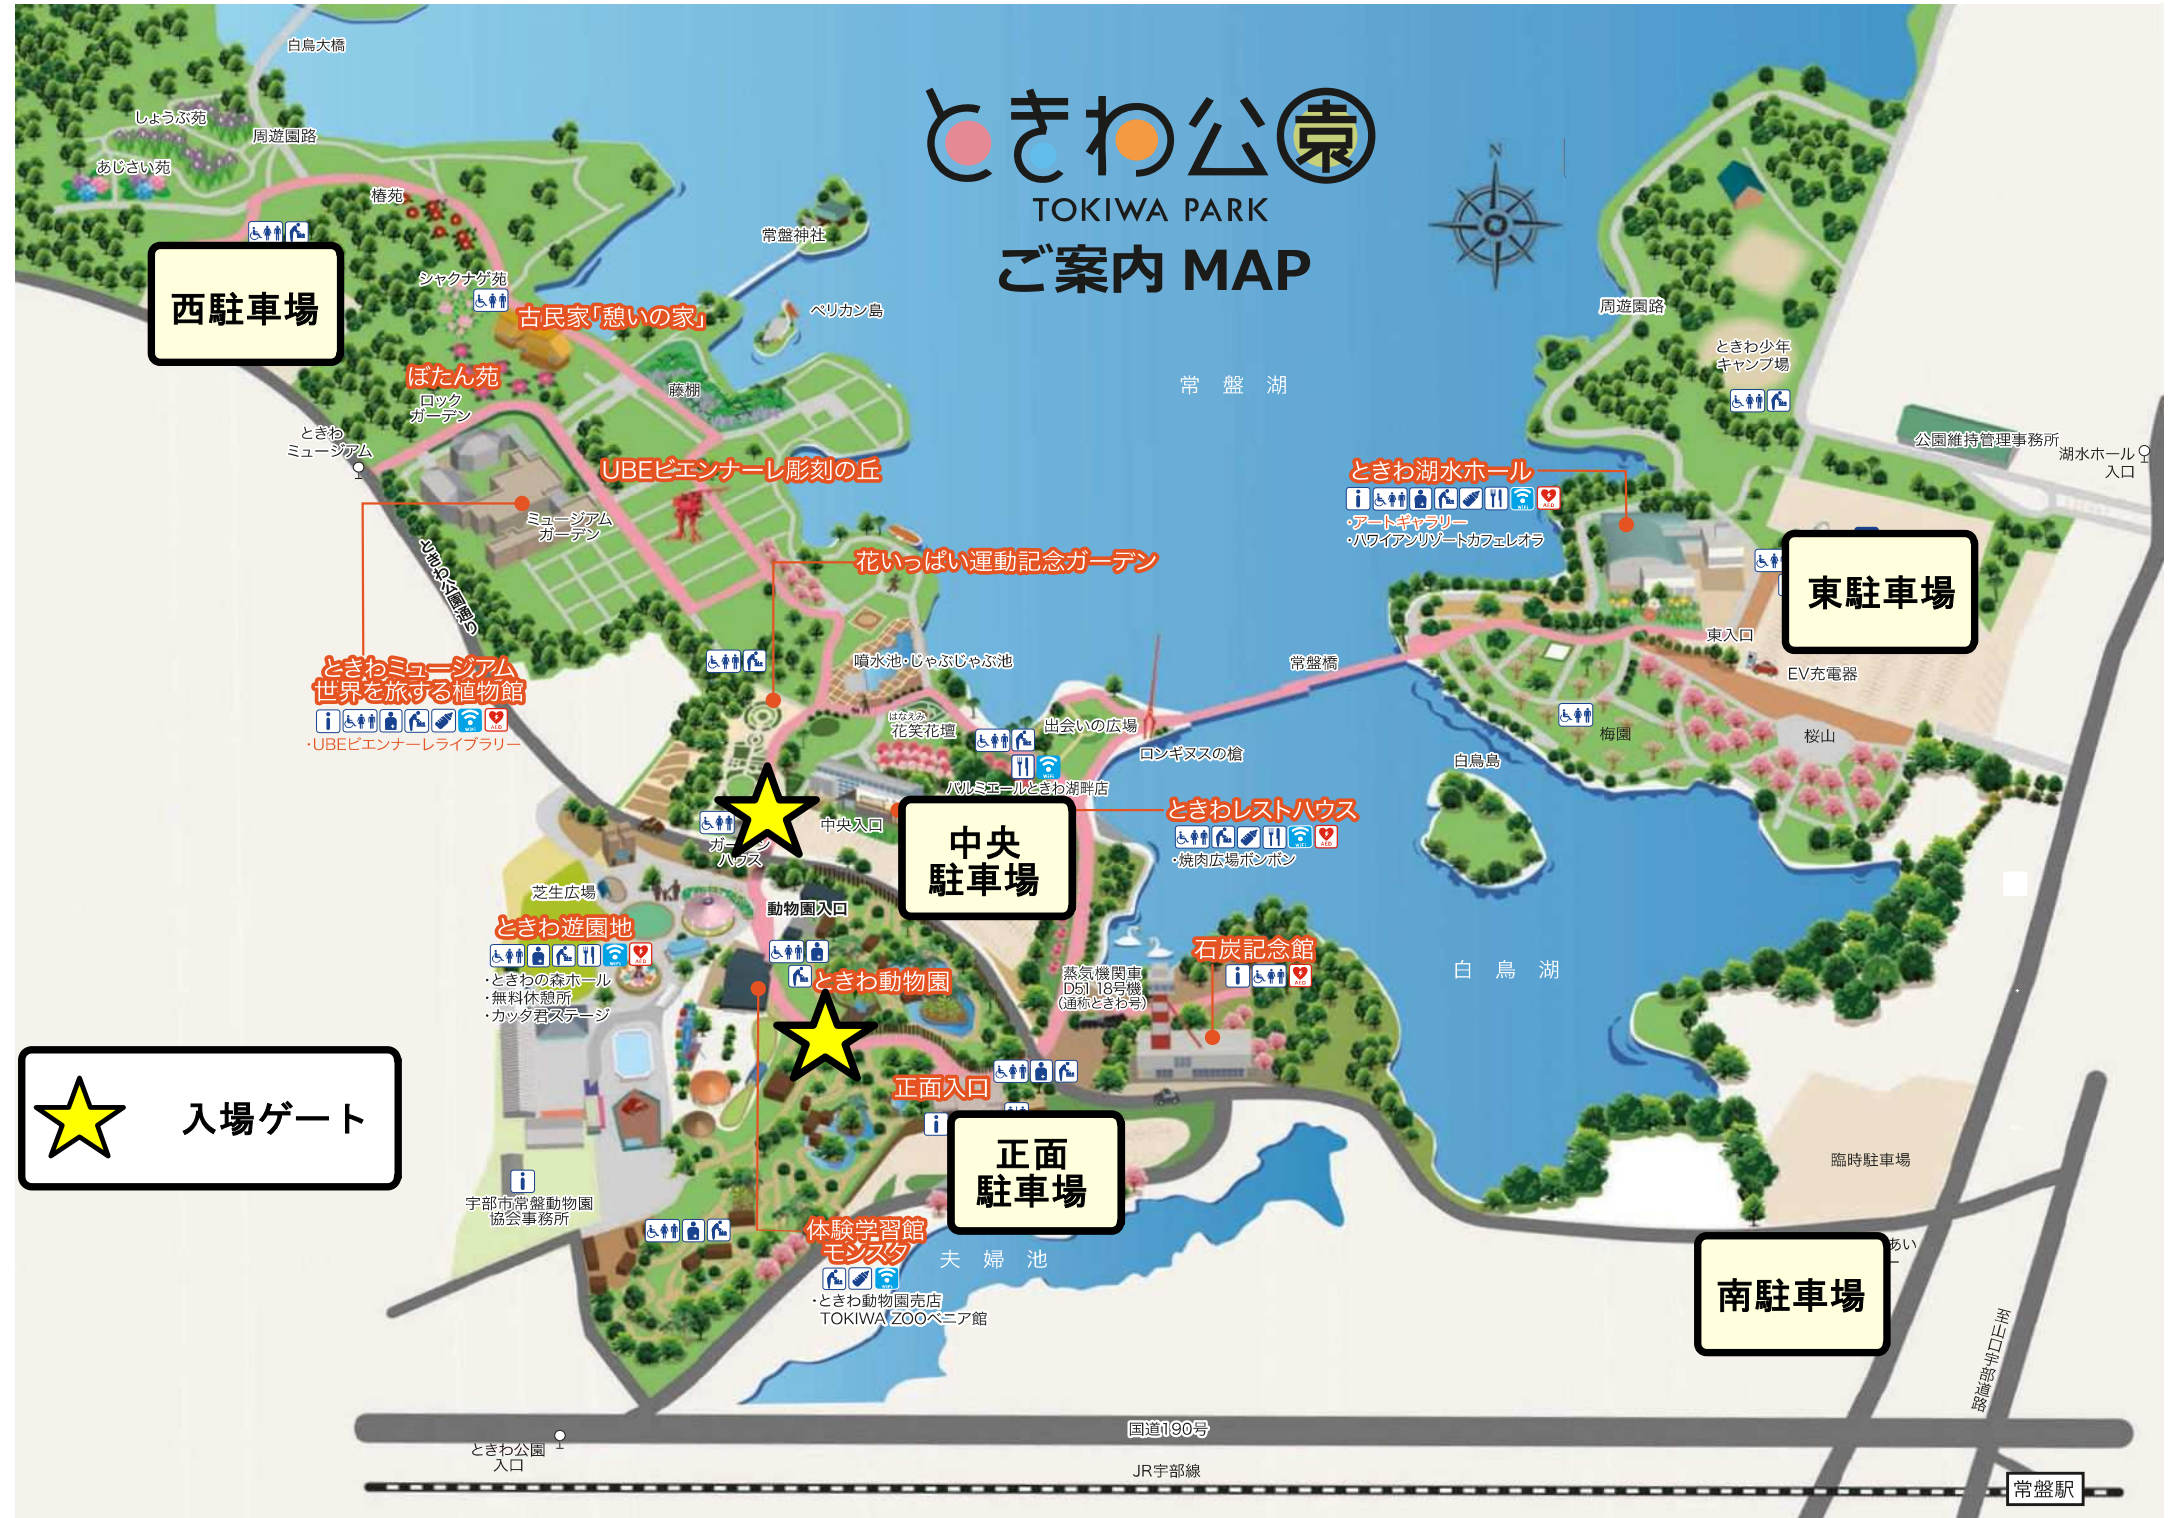 白鳥大橋
しょうぶ苑
周遊園路
あじさい苑
椿苑
ときわ公園
TOKIWA PARK
ご案内 MAP
N
常盤神社
ペリカン島
西駐車場
シャクナゲ苑
古民家「憩いの家」
ぼたん苑
ロック
ガーデン
藤棚
常盤湖
周遊園路
ときわ少年
キャンプ場
公園維持管理事務所
湖水ホール
入口
ときわ
ミュージアム
UBEビエンナーレ彫刻の丘
ミュージアム
ガーデン
ときわ公園通り
ときわ湖水ホール
・アートギャラリー
・ハワイアンリゾートカフェレオラ
東駐車場
東入口
EV充電器
花いっぱい運動記念ガーデン
噴水池・じゃぶじゃぶ池
常盤橋
ときわミュージアム
世界を旅する植物館
WiFi
AED
・UBEビエンナーレライブラリー
はなえみ
花笑花壇
出会いの広場
ロンギヌスの槍
パルミエールときわ湖畔店
梅園
桜山
白鳥島
中央入口
ガーデン
ハウス
中央
駐車場
ときわレストハウス
・焼肉広場ボンボン
芝生広場
動物園入口
ときわ遊園地
・ときわの森ホール
・無料休憩所
・カッタ君ステージ
ときわ動物園
蒸気機関車
D51 18号機
(通称ときわ号)
石炭記念館
白鳥湖
入場ゲート
正面入口
正面
駐車場
臨時駐車場
宇部市常盤動物園
協会事務所
体験学習館
モンスタ
・ときわ動物園売店
TOKIWA ZOOベニア館
夫婦池
あい
南駐車場
至山口宇部道路
国道190号
ときわ公園
入口
JR宇部線
常盤駅